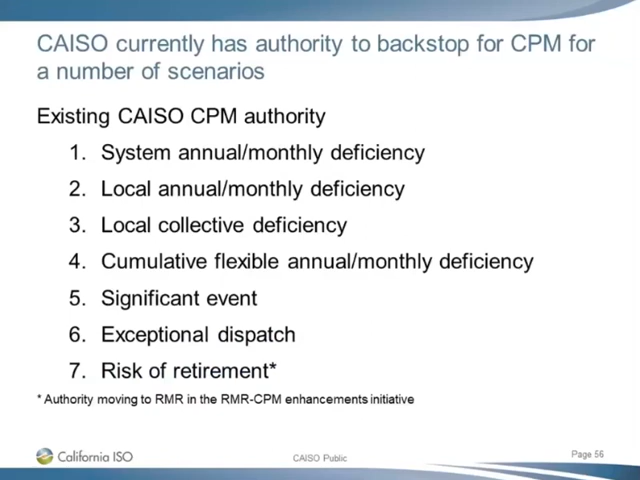 CAISO currently has authority to backstop for CPM for
a number of scenarios
Existing CAISO CPM authority
1. System annual/monthly deficiency
2. Local annual/monthly deficiency
3. Local collective deficiency
4. Cumulative flexible annual/monthly deficiency
5. Significant event
6. Exceptional dispatch
7. Risk of retirement*
* Authority moving to RMR in the RMR-CPM enhancements initiative
California ISO
CAISO Public
Page 56